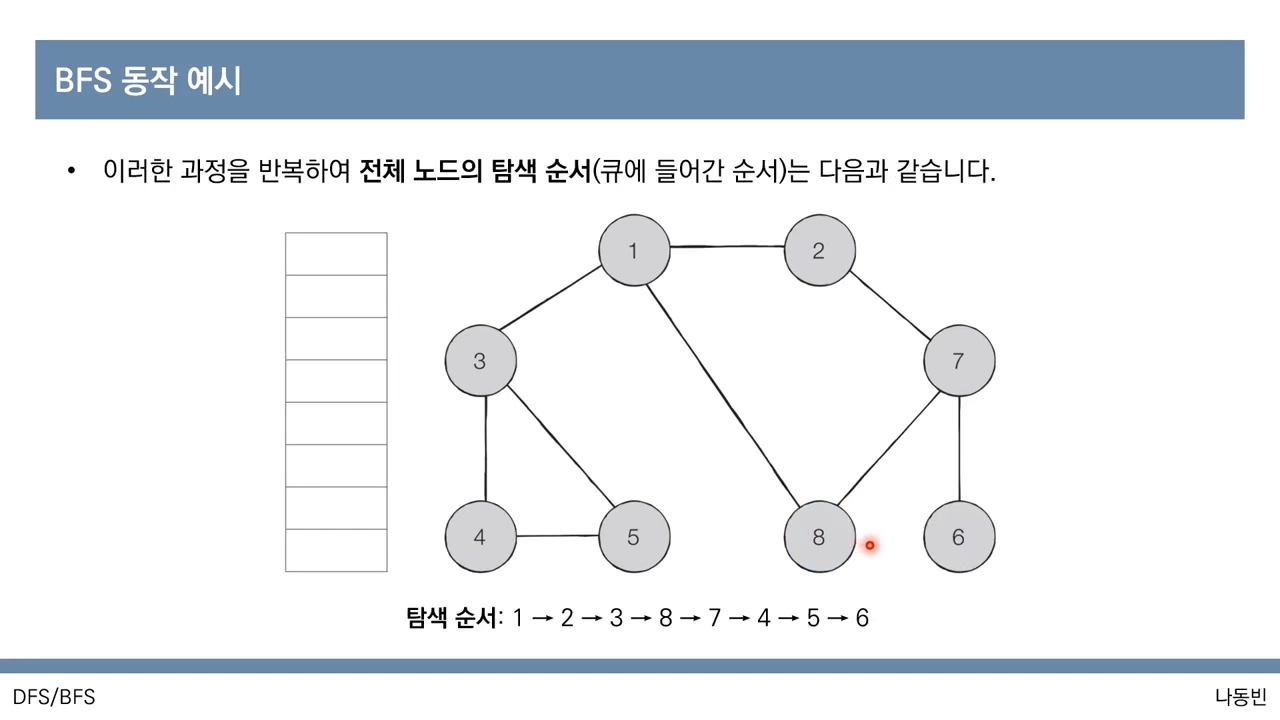 BFS 동작 예시
• 이러한 과정을 반복하여 전체 노드의 탐색 순서(큐에 들어간 순서)는 다음과 같습니다.
1 2
3 7
4 5 8 6
탐색 순서: 1 → 2 → 3 → 8 → 7 → 4 → 5 → 6
DFS/BFS 나동빈